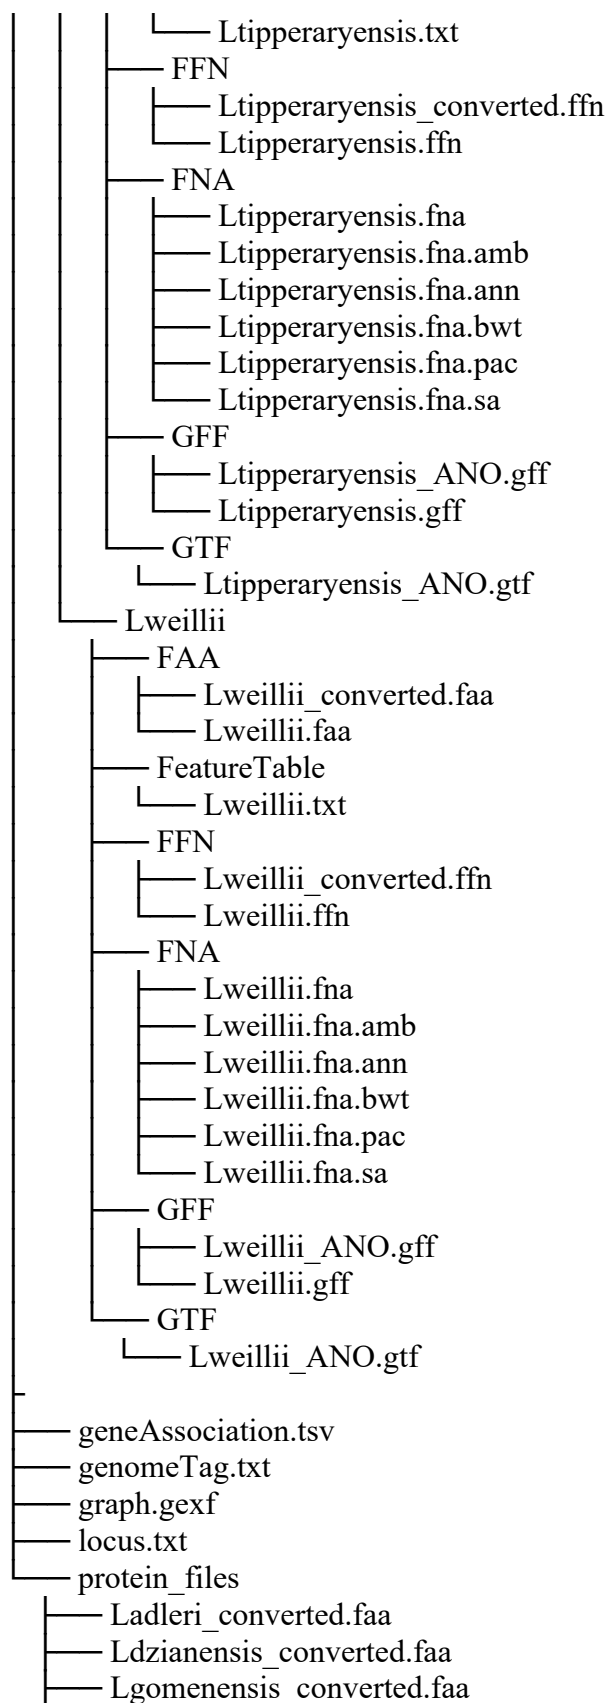 Ltipperaryensis.txt
FFN
Ltipperaryensis_converted.ffn
Ltipperaryensis.ffn
FNA
Ltipperaryensis.fna
Ltipperaryensis.fna.amb
Ltipperaryensis.fna.ann
Ltipperaryensis.fna.bwt
Ltipperaryensis.fna.pac
Ltipperaryensis.fna.sa
GFF
Ltipperaryensis_ANO.gff
Ltipperaryensis.gff
GTF
Ltipperaryensis_ANO.gtf
Lweillii
FAA
Lweillii_converted.faa
Lweillii.faa
FeatureTable
Lweillii.txt
FFN
Lweillii_converted.ffn
Lweillii.ffn
FNA
Lweillii.fna
Lweillii.fna.amb
Lweillii.fna.ann
Lweillii.fna.bwt
Lweillii.fna.pac
Lweillii.fna.sa
GFF
Lweillii_ANO.gff
Lweillii.gff
GTF
Lweillii_ANO.gtf
geneAssociation.tsv
genomeTag.txt
graph.gexf
locus.txt
protein_files
Ladleri_converted.faa
Ldzianensis_converted.faa
Lgomenensis_converted.faa